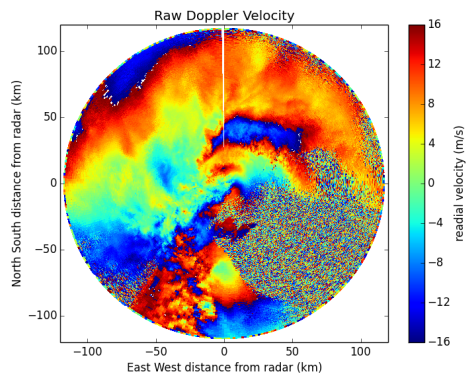 Raw Doppler Velocity
North South distance from radar (km)
100
50
0
−50
−100
−100 −50 0 50 100
East West distance from radar (km)
16
12
8
4
0
−4
−8
−12
−16
readial velocity (m/s)